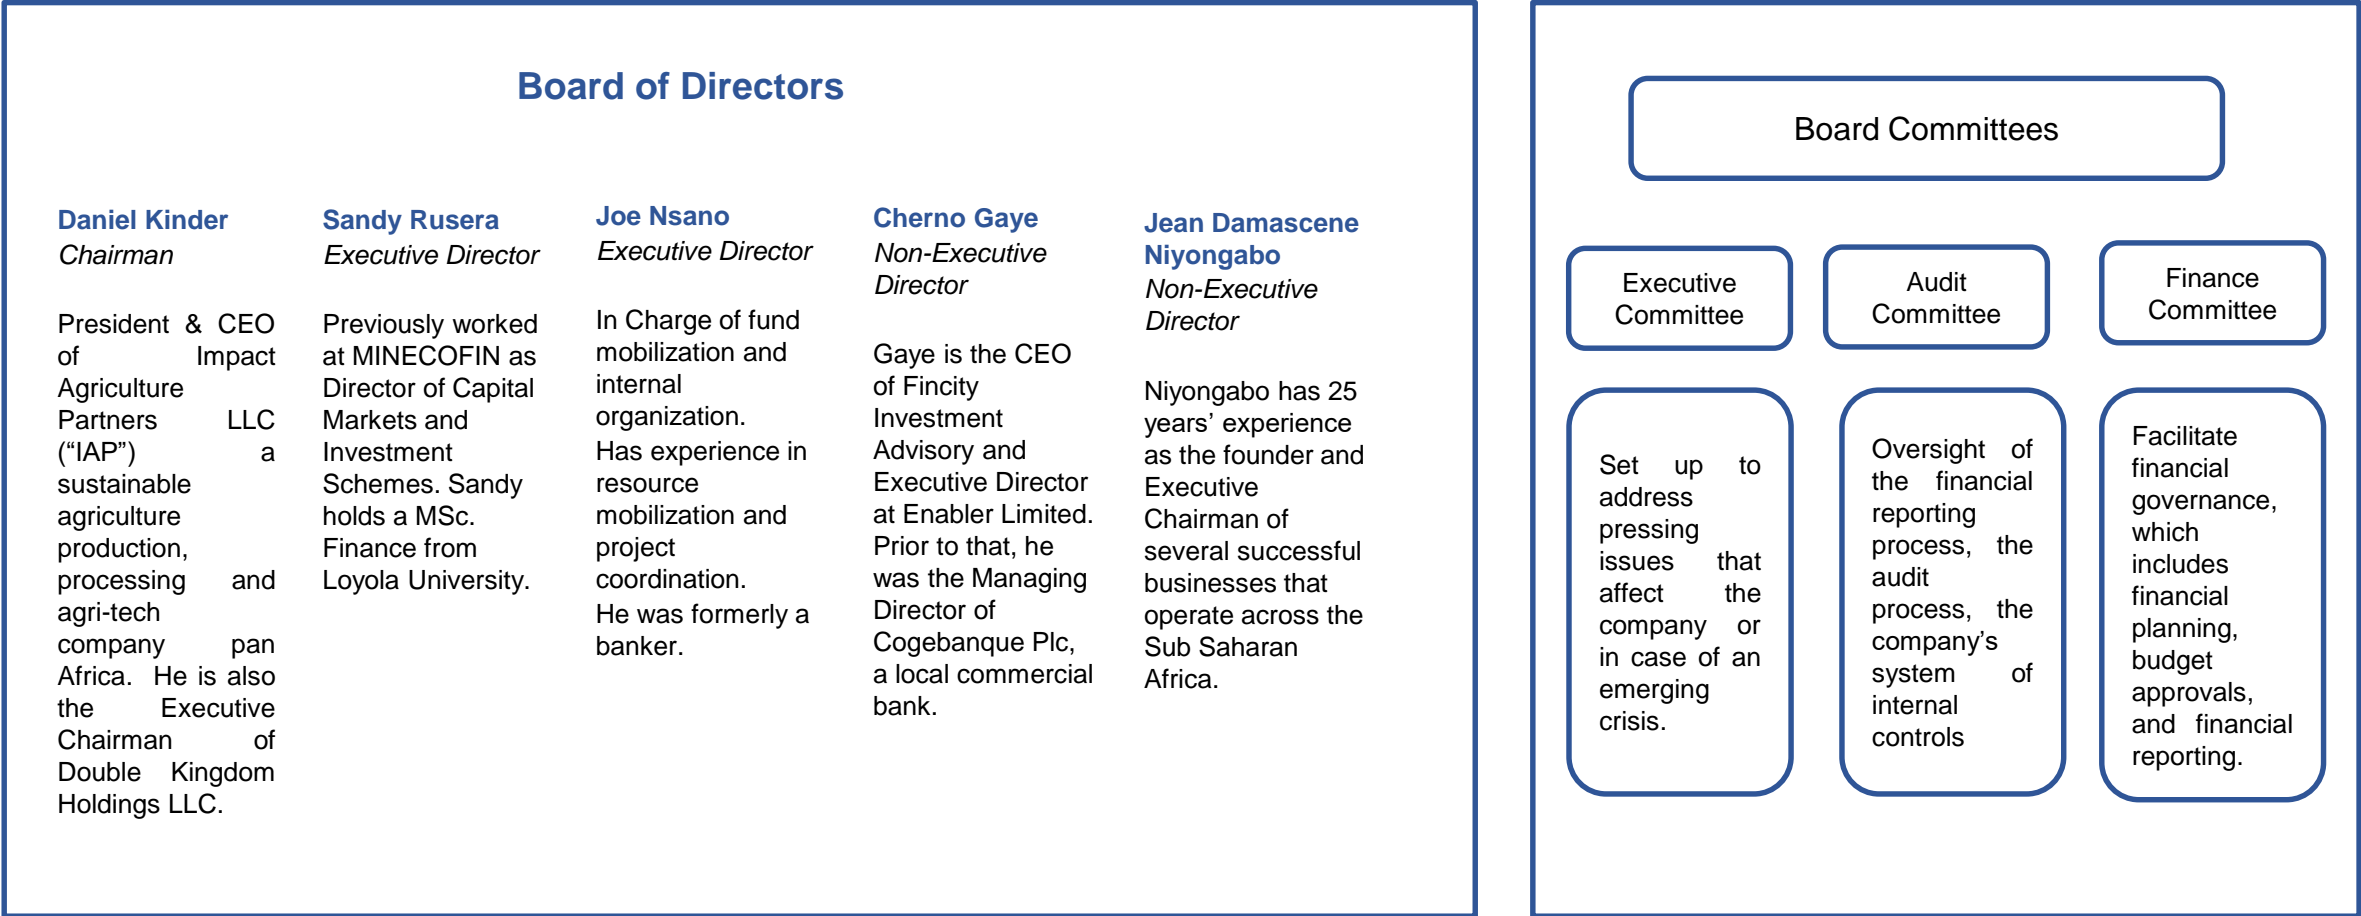 Board of Directors
Daniel Kinder
Chairman
President & CEO
of Impact
Agriculture
Partners LLC
(“IAP”) a
sustainable
agriculture
production,
processing and
agri-tech
company pan
Africa. He is also
the Executive
Chairman of
Double Kingdom
Holdings LLC.
Sandy Rusera
Executive Director
Previously worked
at MINECOFIN as
Director of Capital
Markets and
Investment
Schemes. Sandy
holds a MSc.
Finance from
Loyola University.
Joe Nsano
Executive Director
In Charge of fund
mobilization and
internal
organization.
Has experience in
resource
mobilization and
project
coordination.
He was formerly a
banker.
Cherno Gaye
Non-Executive
Director
Gaye is the CEO
of Fincity
Investment
Advisory and
Executive Director
at Enabler Limited.
Prior to that, he
was the Managing
Director of
Cogebanque Plc,
a local commercial
bank.
Jean Damascene
Niyongabo
Non-Executive
Director
Niyongabo has 25
years’ experience
as the founder and
Executive
Chairman of
several successful
businesses that
operate across the
Sub Saharan
Africa.
Board Committees
Executive
Committee
Set up to
address
pressing
issues that
affect the
company or
in case of an
emerging
crisis.
Audit
Committee
Oversight of
the financial
reporting
process, the
audit
process, the
company’s
system of
internal
controls
Finance
Committee
Facilitate
financial
governance,
which
includes
financial
planning,
budget
approvals,
and financial
reporting.